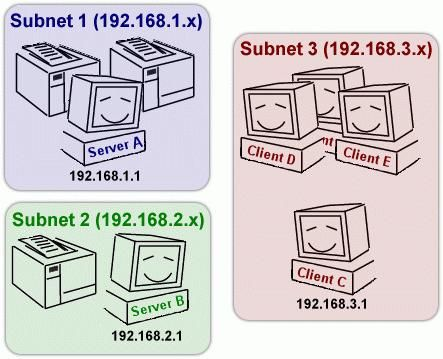 Subnet 1 (192.168.1.x)
Server A
192.168.1.1
Subnet 2 (192.168.2.x)
Server B
192.168.2.1
Subnet 3 (192.168.3.x)
Client D
Client E
Client C
192.168.3.1